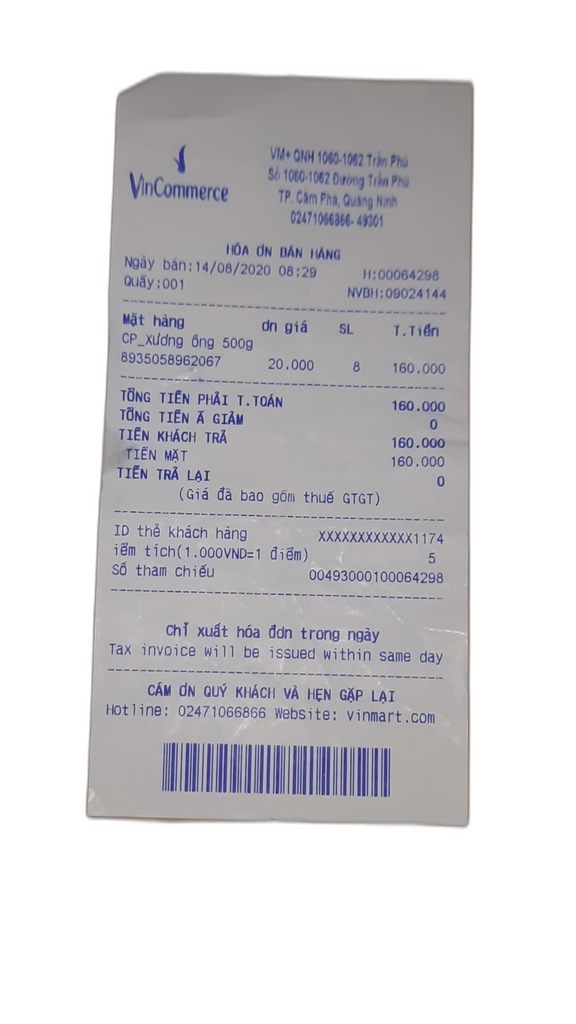 VinCommerce
VM+ QNH 1060-1062 Trần Phú
Số 1060-1062 Đường Trần Phú
TP. Cẩm Phả, Quảng Ninh
02471066866- 49301
HÓA ƠN BÁN HÀNG
Ngày bán:14/08/2020 08:29 H:00064298
Quầy:001 NVBH:09024144
Mặt hàng ơn giá SL T.Tiền
CP_Xương ống 500g
8935058962067 20.000 8 160.000
TỔNG TIỀN PHẢI T.TOÁN 160.000
TỔNG TIỀN Ã GIẢM 0
TIỀN KHÁCH TRẢ 160.000
TIỀN MẶT 160.000
TIỀN TRẢ LẠI 0
(Giá đã bao gồm thuế GTGT)
ID thẻ khách hàng XXXXXXXXXXXX1174
iểm tích(1.000VND=1 điểm) 5
Số tham chiếu 00493000100064298
Chỉ xuất hóa đơn trong ngày
Tax invoice will be issued within same day
CẢM ƠN QUÝ KHÁCH VÀ HẸN GẶP LẠI
Hotline: 02471066866 Website: vinmart.com